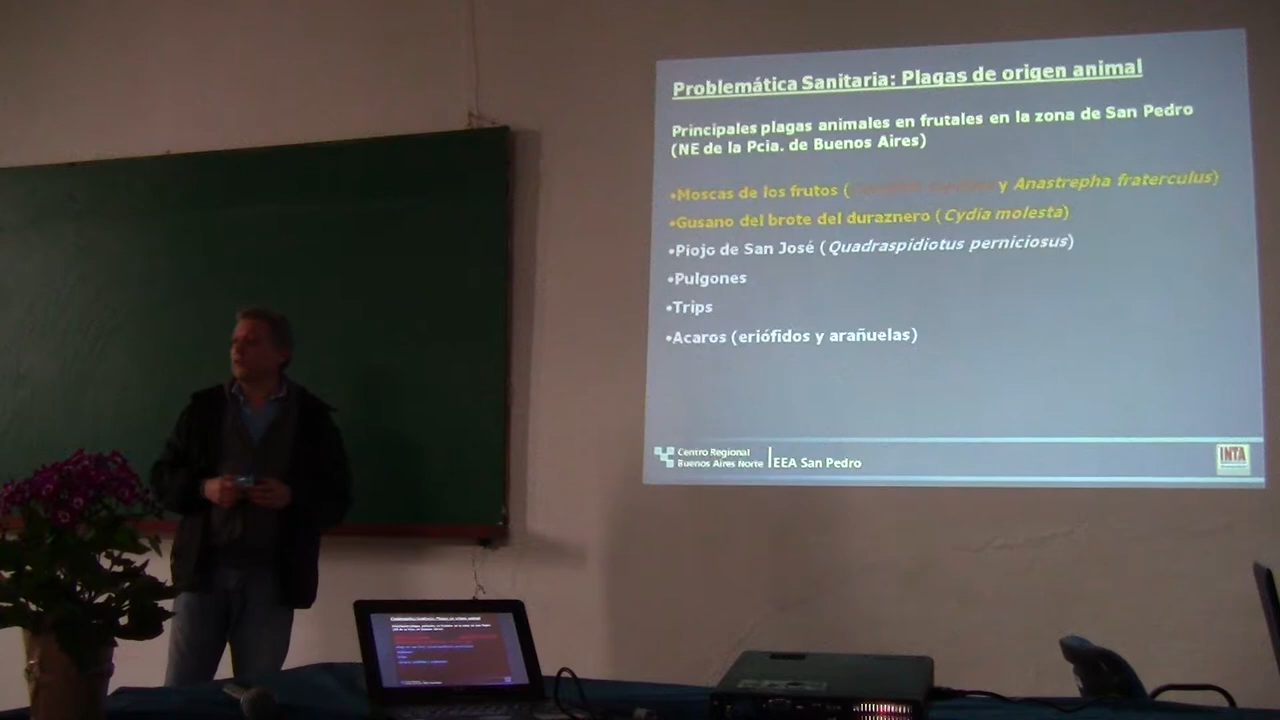 Problemática Sanitaria: Plagas de origen animal
Principales plagas animales en frutales en la zona de San Pedro
(NE de la Pcia. de Buenos Aires)
•Moscas de los frutos ( y Anastrepha fraterculus)
•Gusano del brote del duraznero (Cydia molesta)
•Piojo de San José (Quadraspidiotus perniciosus)
•Pulgones
•Trips
•Acaros (eriófidos y arañuelas)
Centro Regional
Buenos Aires Norte
EEA San Pedro
INTA